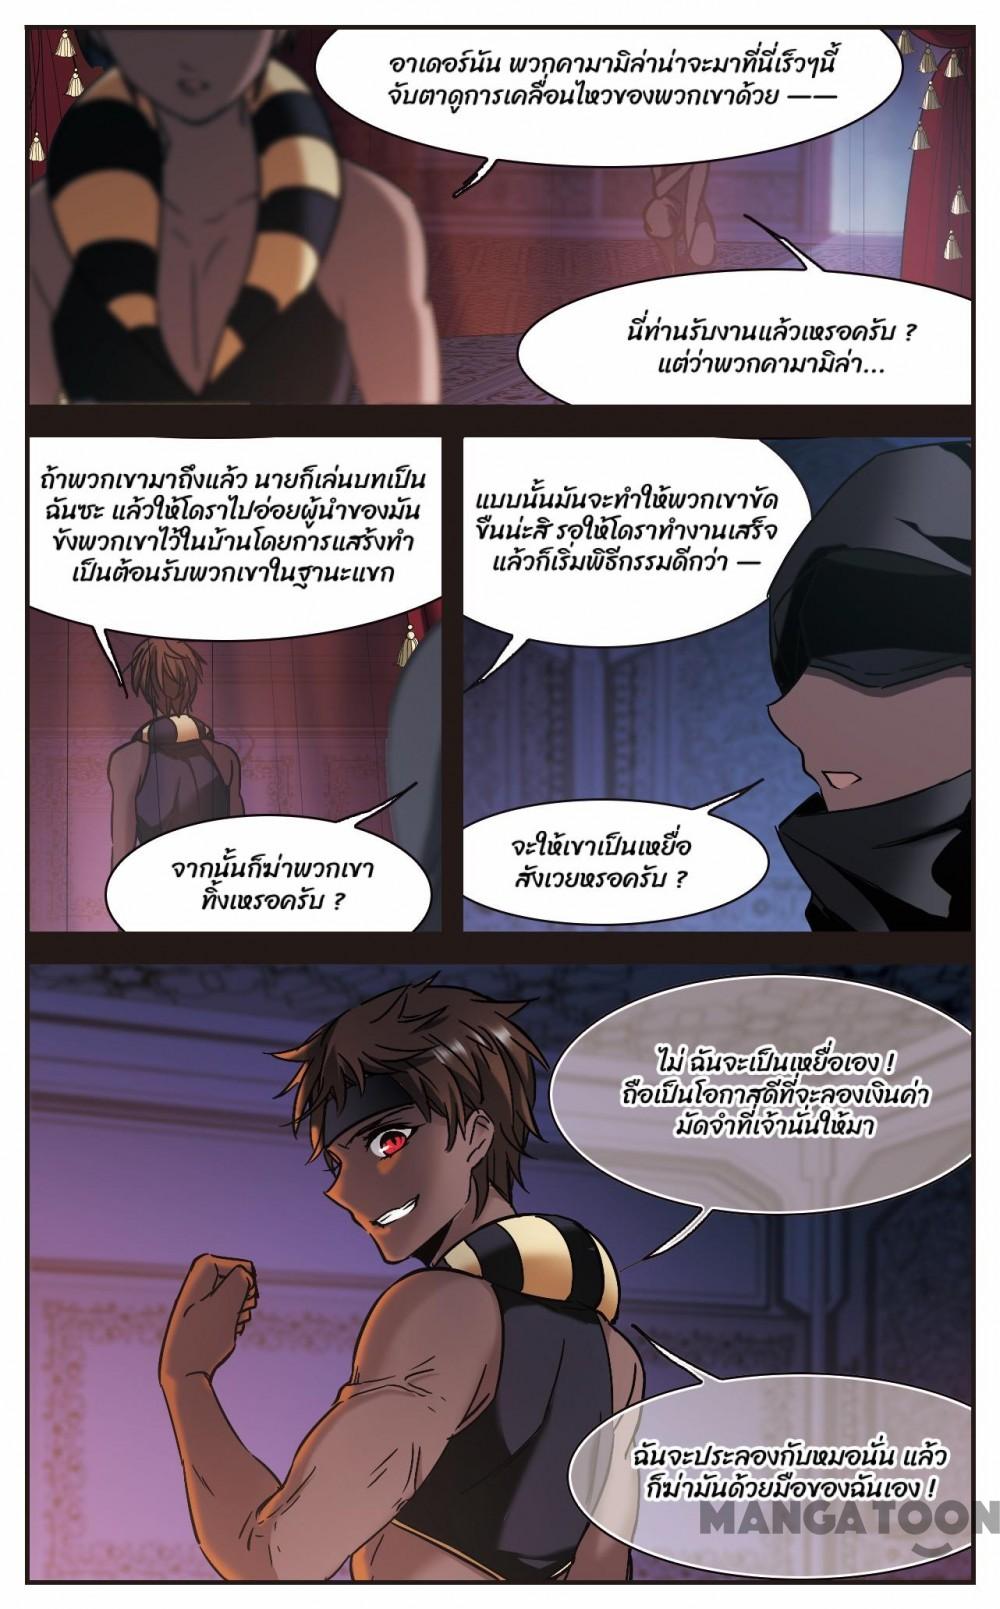 อาเดอร์นัน พวกคามามิล่าน่าจะมาที่นี่เร็วๆนี้
จับตาดูการเคลื่อนไหวของพวกเขาด้วย ——
นี่ท่านรับงานแล้วเหรอครับ ?
แต่ว่าพวกคามามิล่า...
ถ้าพวกเขามาถึงแล้ว นายก็เล่นบทเป็น
ฉันซะ แล้วให้โดราไปอ่อยผู้นำของมัน
ขังพวกเขาไว้ในบ้านโดยการแสร้งทำ
เป็นต้อนรับพวกเขาในฐานะแขก
จากนั้นก็ฆ่าพวกเขา
ทิ้งเหรอครับ ?
แบบนั้นมันจะทำให้พวกเขาขัด
ขืนน่ะสิ รอให้โดราทำงานเสร็จ
แล้วก็เริ่มพิธีกรรมดีกว่า —
จะให้เขาเป็นเหยื่อ
สังเวยหรอครับ ?
ไม่ ฉันจะเป็นเหยื่อเอง !
ถือเป็นโอกาสดีที่จะลองเงินค่า
มัดจำที่เจ้านั่นให้มา
ฉันจะประลองกับหมอนั่น แล้ว
ก็ฆ่ามันด้วยมือของฉันเอง !
MANGATOON